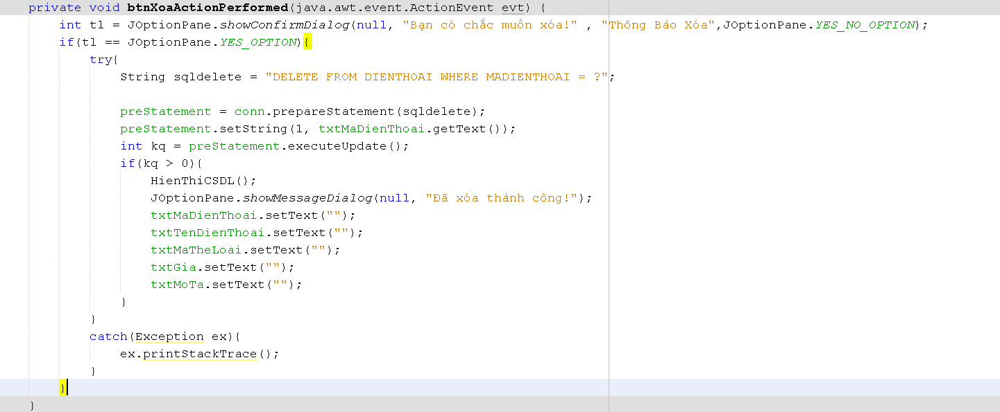 private void btnXoaActionPerformed(java.awt.event.ActionEvent evt) {
    int tl = JOptionPane.showConfirmDialog(null, "Bạn có chắc muốn xóa!" , "Thông Báo Xóa",JOptionPane.YES_NO_OPTION);
    if(tl == JOptionPane.YES_OPTION){
        try{
            String sqldelete = "DELETE FROM DIENTHOAI WHERE MADIENTHOAI = ?";
            preStatement = conn.prepareStatement(sqldelete);
            preStatement.setString(1, txtMaDienThoai.getText());
            int kq = preStatement.executeUpdate();
            if(kq > 0){
                HienThiCSDL();
                JOptionPane.showMessageDialog(null, "Đã xóa thành công!");
                txtMaDienThoai.setText("");
                txtTenDienThoai.setText("");
                txtMaTheLoai.setText("");
                txtGia.setText("");
                txtMoTa.setText("");
            }
        }
        catch(Exception ex){
            ex.printStackTrace();
        }
    }
}